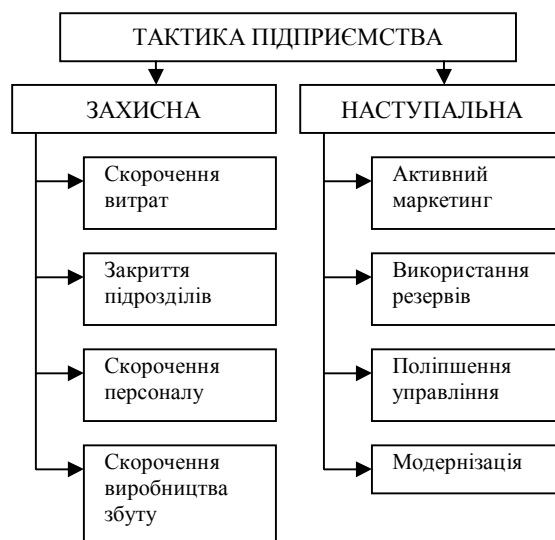 ТАКТИКА ПІДПРИЄМСТВА
ЗАХИСНА
Скорочення
витрат
Закриття
підрозділів
Скорочення
персоналу
Скорочення
виробництва
збуту
НАСТУПАЛЬНА
Активний
маркетинг
Використання
резервів
Поліпшення
управління
Модернізація